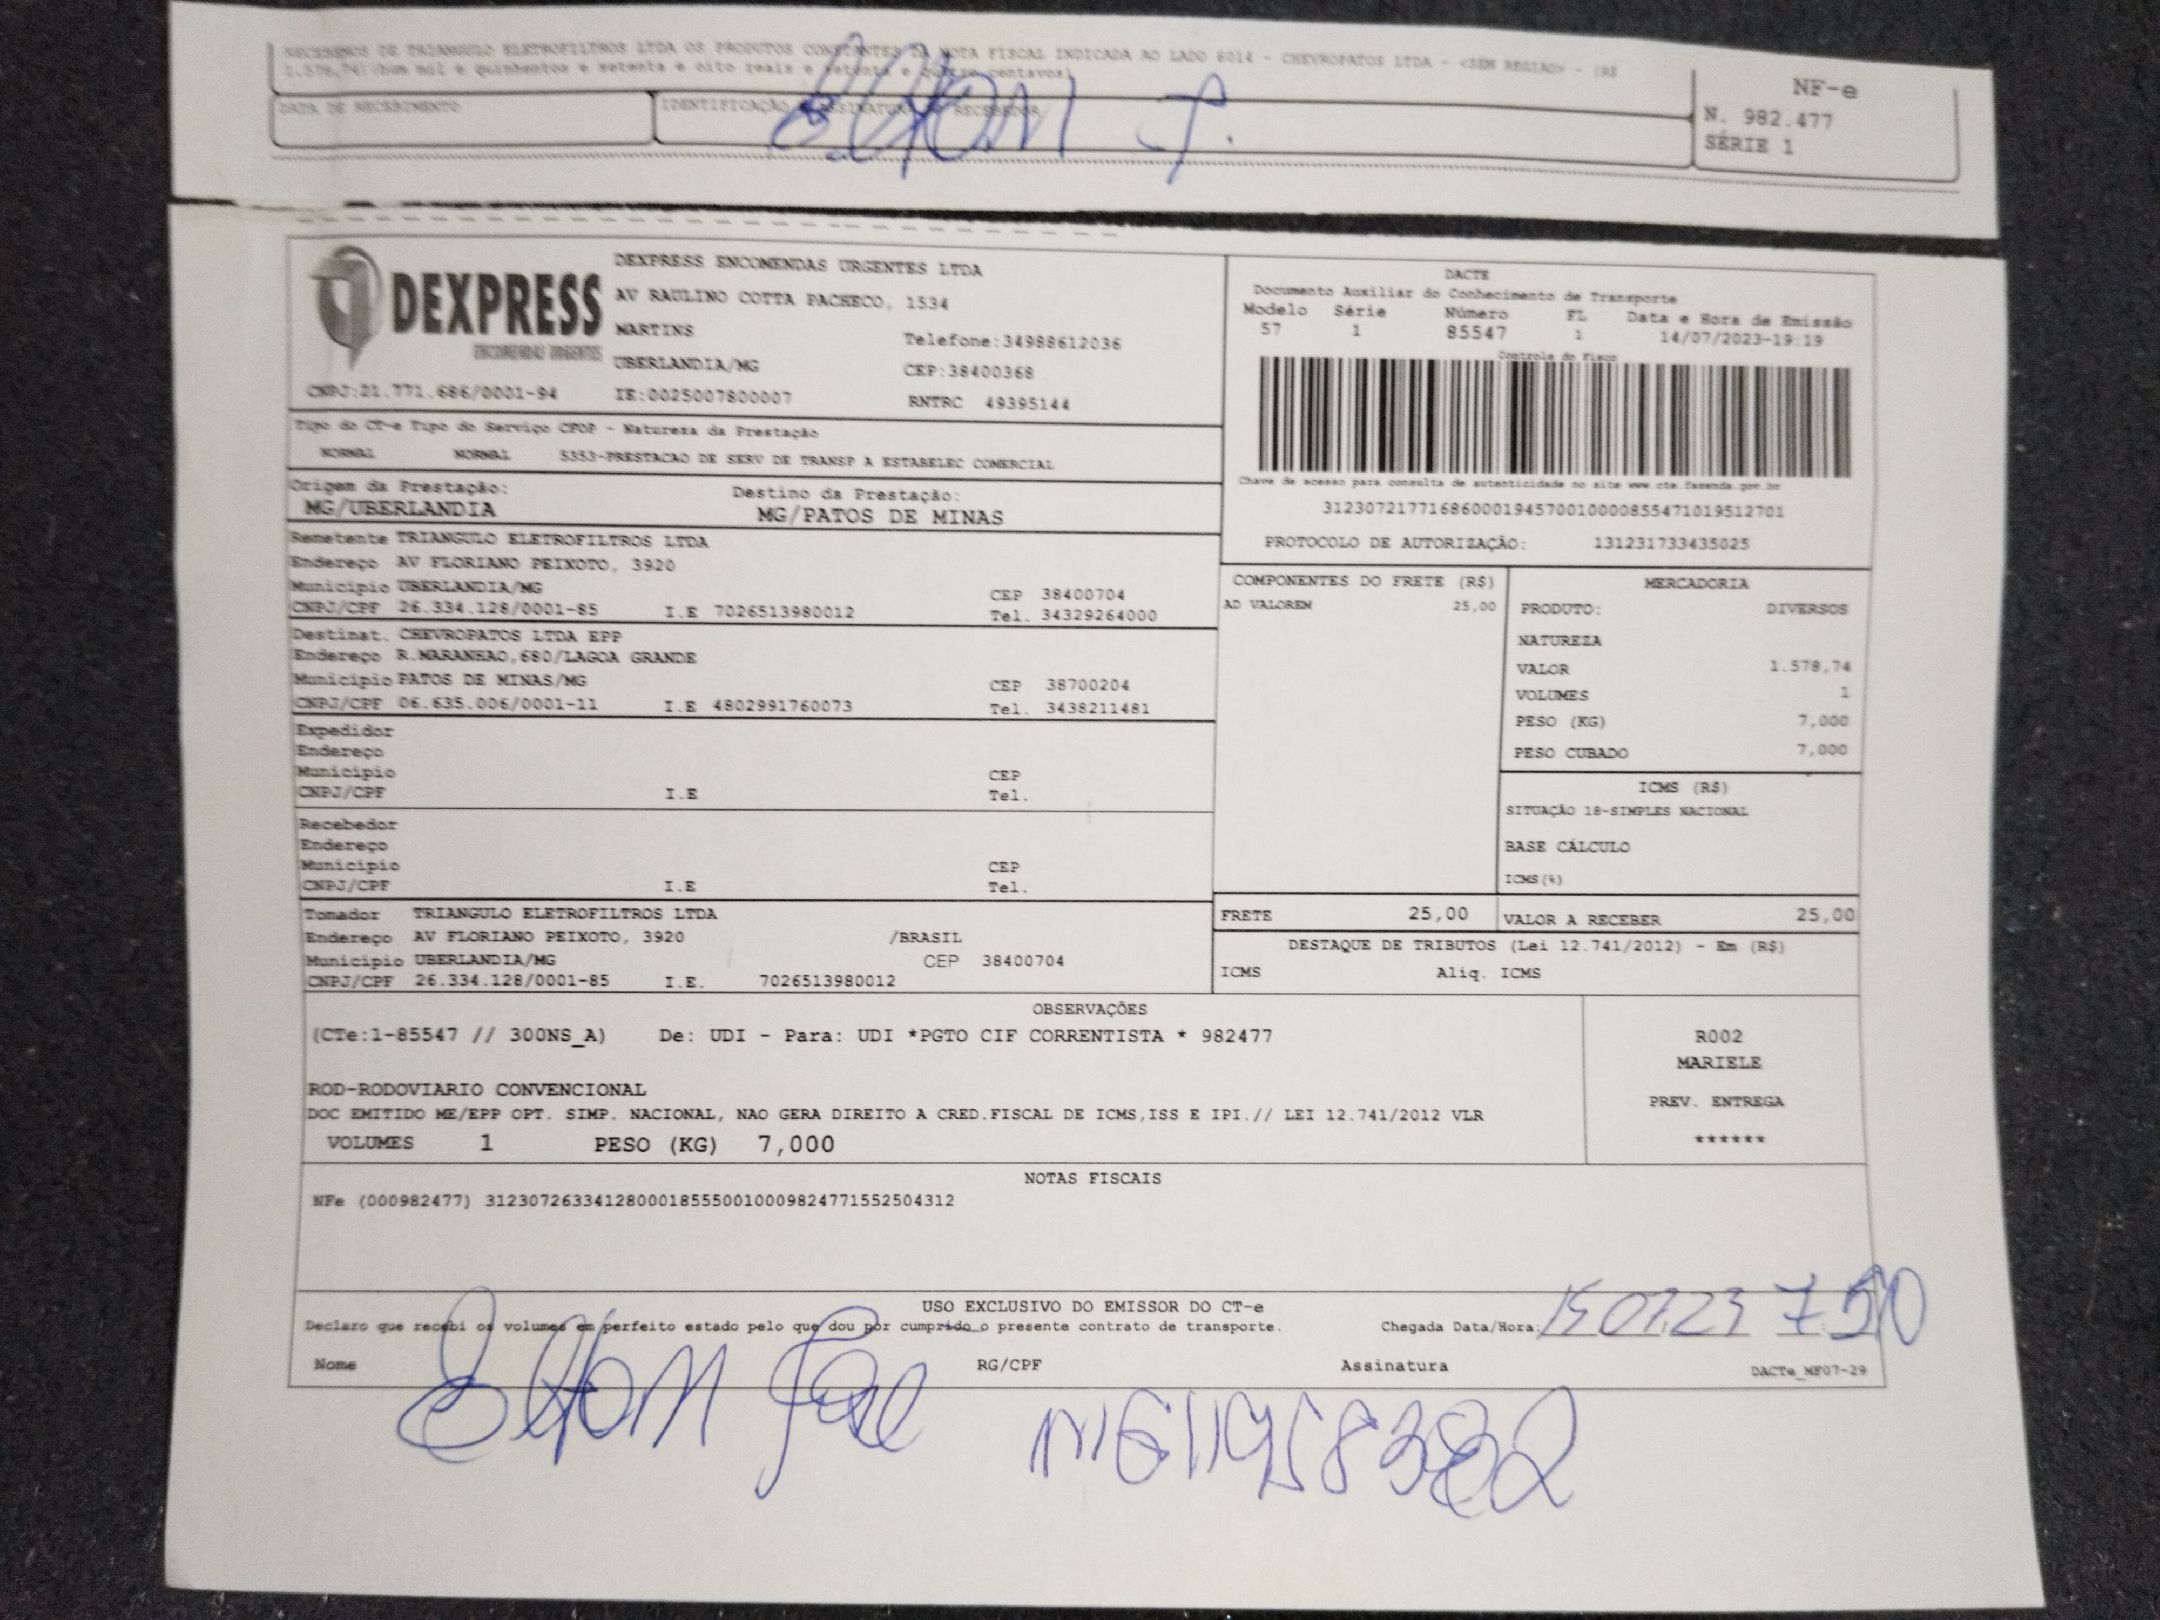 RECEBEMOS DE TRIANGULO ELETROFILTROS LTDA OS PRODUTOS CONSTANTES DA NOTA FISCAL INDICADA AO LADO 6014 - CHEVROPATOS LTDA - <SEM REGIAO> - (R$
1.578,74)(hum mil e quinhentos e setenta e oito reais e setenta e quatro centavos)
DATA DE RECEBIMENTO
IDENTIFICAÇÃO E ASSINATURA DO RECEBEDOR
NF-e
N. 982.477
SÉRIE 1
DEXPRESS
ENCOMENDAS URGENTES
CNPJ:21.771.686/0001-94
DEXPRESS ENCOMENDAS URGENTES LTDA
AV RAULINO COTTA PACHECO, 1534
MARTINS
Telefone:34988612036
UBERLANDIA/MG
CEP:38400368
IE:0025007800007
RNTRC 49395144
DACTE
Documento Auxiliar do Conhecimento de Transporte
Modelo Série Número FL Data e Hora de Emissão
57 1 85547 1 14/07/2023-19:19
Controle do Fisco
Chave de acesso para consulta de autenticidade no site www.cte.fazenda.gov.br
31230721771686000194570010000855471019512701
PROTOCOLO DE AUTORIZAÇÃO: 131231733435025
Tipo do CT-e Tipo do Serviço CFOP - Natureza da Prestação
NORMAL NORMAL 5353-PRESTACAO DE SERV DE TRANSP A ESTABELEC COMERCIAL
Origem da Prestação: Destino da Prestação:
MG/UBERLANDIA MG/PATOS DE MINAS
Remetente TRIANGULO ELETROFILTROS LTDA
Endereço AV FLORIANO PEIXOTO, 3920
Município UBERLANDIA/MG CEP 38400704
CNPJ/CPF 26.334.128/0001-85 I.E 7026513980012 Tel. 34329264000
Destinat. CHEVROPATOS LTDA EPP
Endereço R.MARANHAO,680/LAGOA GRANDE
Município PATOS DE MINAS/MG CEP 38700204
CNPJ/CPF 06.635.006/0001-11 I.E 4802991760073 Tel. 3438211481
Expedidor
Endereço
Município CEP
CNPJ/CPF I.E Tel.
Recebedor
Endereço
Município CEP
CNPJ/CPF I.E Tel.
Tomador TRIANGULO ELETROFILTROS LTDA
Endereço AV FLORIANO PEIXOTO, 3920 /BRASIL
Município UBERLANDIA/MG CEP 38400704
CNPJ/CPF 26.334.128/0001-85 I.E. 7026513980012
COMPONENTES DO FRETE (R$)
AD VALOREM 25,00
MERCADORIA
PRODUTO: DIVERSOS
NATUREZA
VALOR 1.578,74
VOLUMES 1
PESO (KG) 7,000
PESO CUBADO 7,000
ICMS (R$)
SITUAÇÃO 18-SIMPLES NACIONAL
BASE CÁLCULO
ICMS(%)
FRETE 25,00 VALOR A RECEBER 25,00
DESTAQUE DE TRIBUTOS (Lei 12.741/2012) - Em (R$)
ICMS Aliq. ICMS
OBSERVAÇÕES
(CTe:1-85547 // 300NS_A) De: UDI - Para: UDI *PGTO CIF CORRENTISTA * 982477
ROD-RODOVIARIO CONVENCIONAL
DOC EMITIDO ME/EPP OPT. SIMP. NACIONAL, NAO GERA DIREITO A CRED.FISCAL DE ICMS,ISS E IPI.// LEI 12.741/2012 VLR
VOLUMES 1 PESO (KG) 7,000
R002
MARIELE
PREV. ENTREGA
******
NOTAS FISCAIS
NFe (000982477) 31230726334128000185550010009824771552504312
USO EXCLUSIVO DO EMISSOR DO CT-e
Declaro que recebi os volumes em perfeito estado pelo que dou por cumprido o presente contrato de transporte. Chegada Data/Hora: 15 07 23
Nome RG/CPF Assinatura DACTe_MF07-29